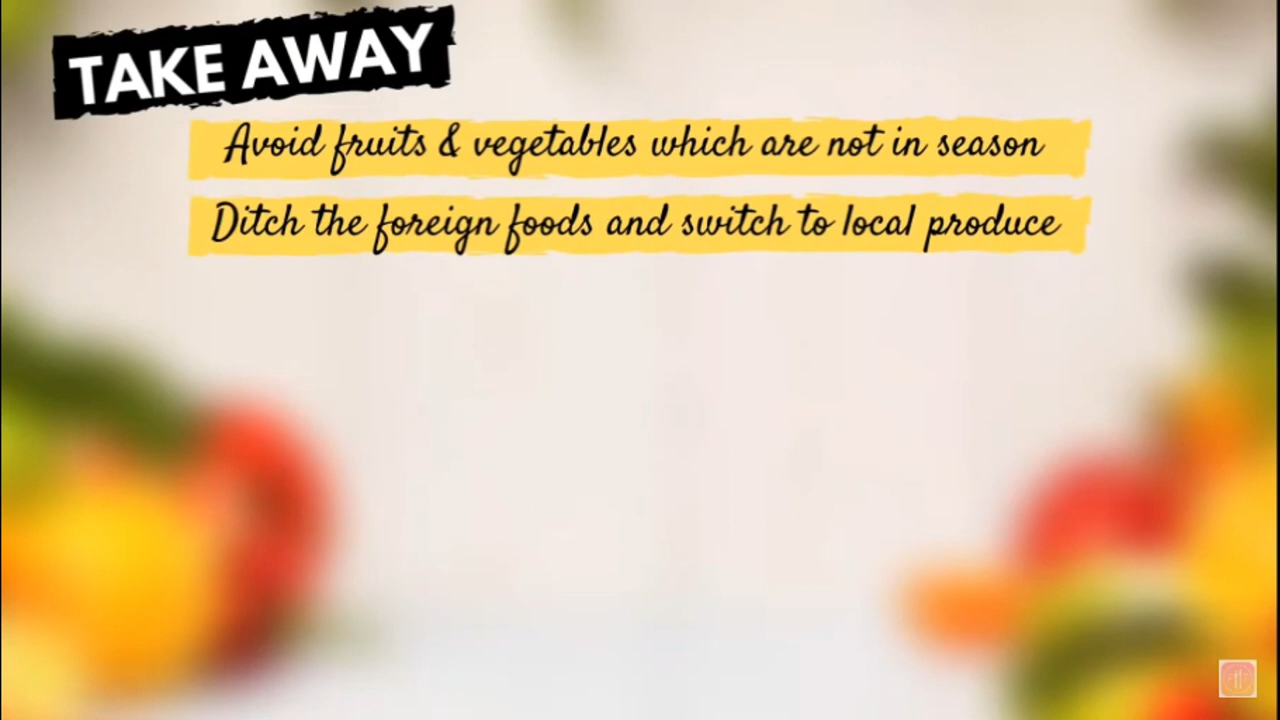 TAKE AWAY
Avoid fruits & vegetables which are not in season
Ditch the foreign foods and switch to local produce